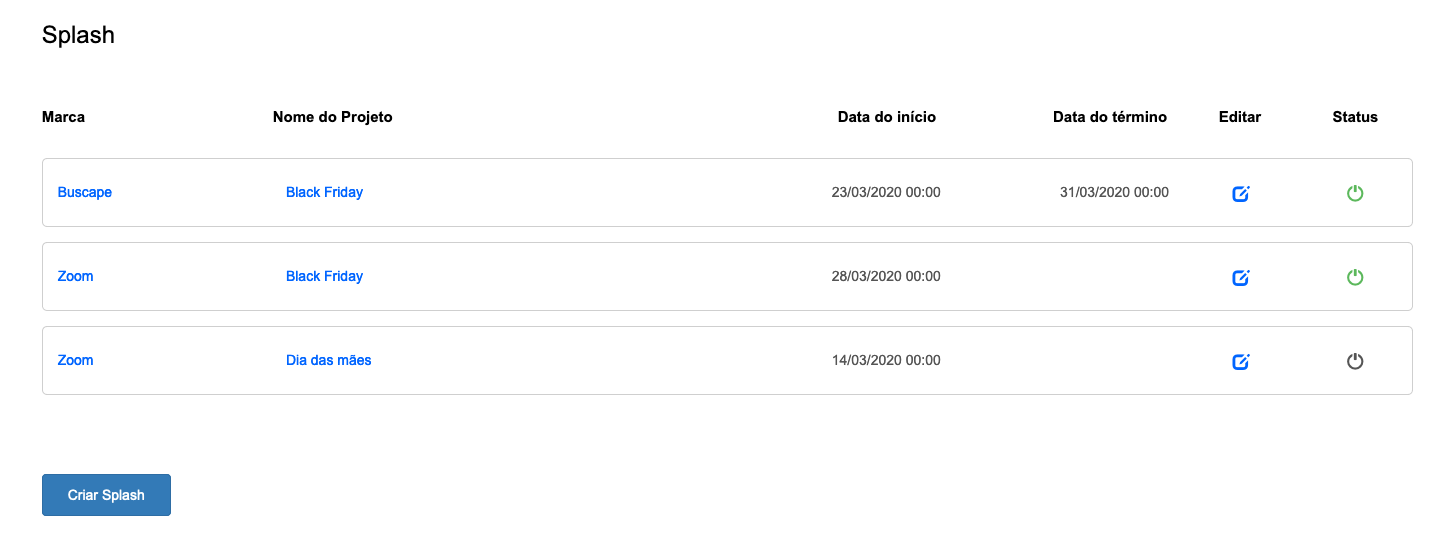 Splash
Marca Nome do Projeto Data do início Data do término Editar Status
Buscape Black Friday 23/03/2020 00:00 31/03/2020 00:00
Zoom Black Friday 28/03/2020 00:00
Zoom Dia das mães 14/03/2020 00:00
Criar Splash